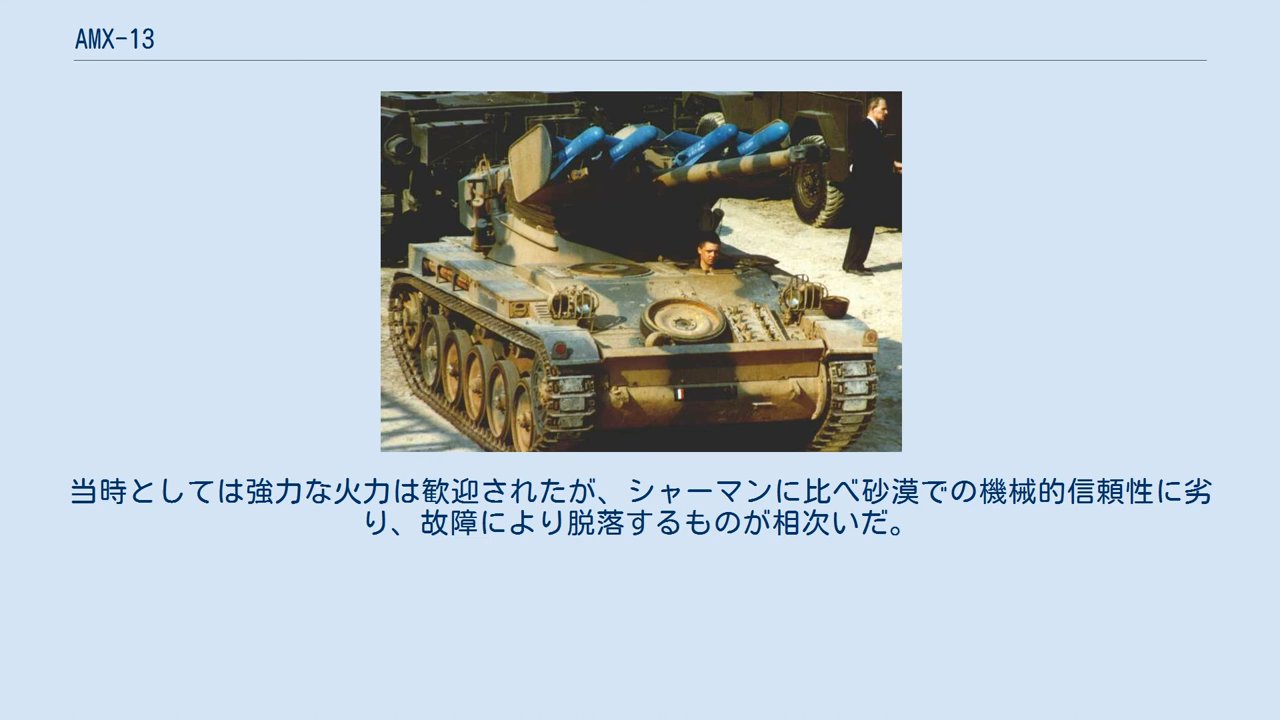 AMX-13
当時としては強力な火力は歓迎されたが、シャーマンに比べ砂漠での機械的信頼性に劣
り、故障により脱落するものが相次いだ。